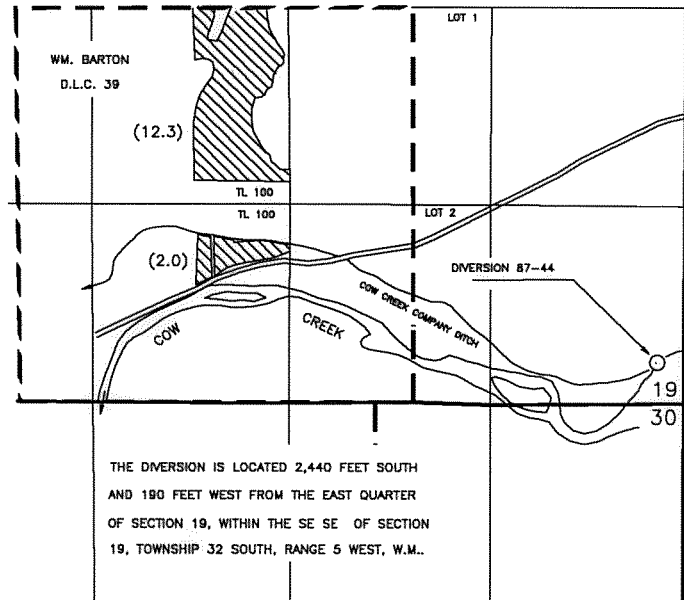 LOT 1
WM. BARTON
D.L.C. 39
(12.3)
TL 100
TL 100
LOT 2
(2.0)
DIVERSION 87-44
COW CREEK COMPANY DITCH
COW CREEK
19
30
THE DIVERSION IS LOCATED 2,440 FEET SOUTH
AND 190 FEET WEST FROM THE EAST QUARTER
OF SECTION 19, WITHIN THE SE SE OF SECTION
19, TOWNSHIP 32 SOUTH, RANGE 5 WEST, W.M..